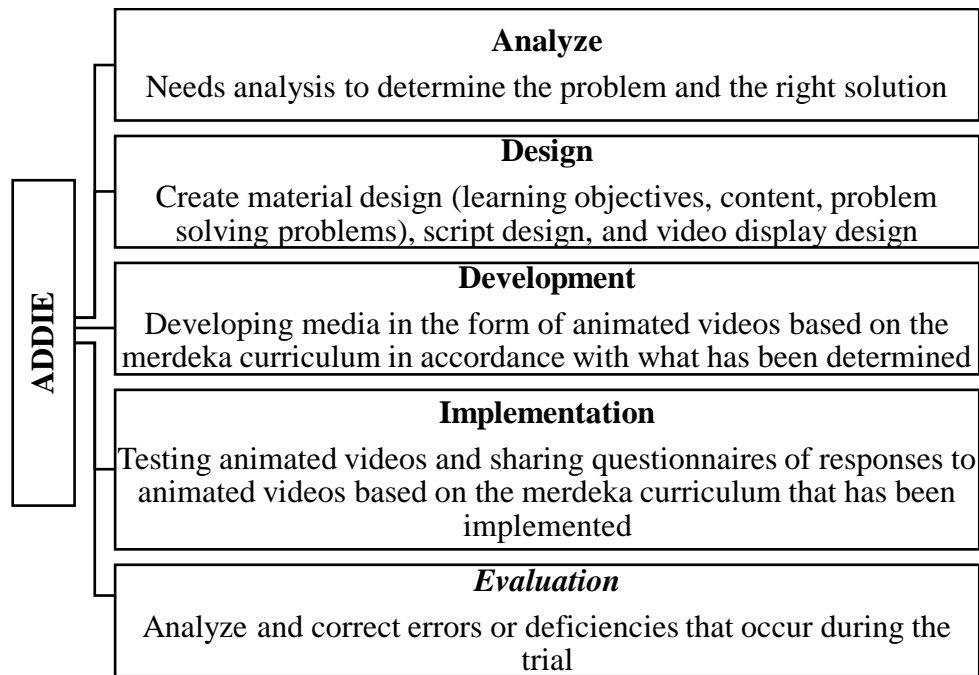 ADDIE
Analyze
Needs analysis to determine the problem and the right solution
Design
Create material design (learning objectives, content, problem
solving problems), script design, and video display design
Development
Developing media in the form of animated videos based on the
merdeka curriculum in accordance with what has been determined
Implementation
Testing animated videos and sharing questionnaires of responses to
animated videos based on the merdeka curriculum that has been
implemented
Evaluation
Analyze and correct errors or deficiencies that occur during the
trial